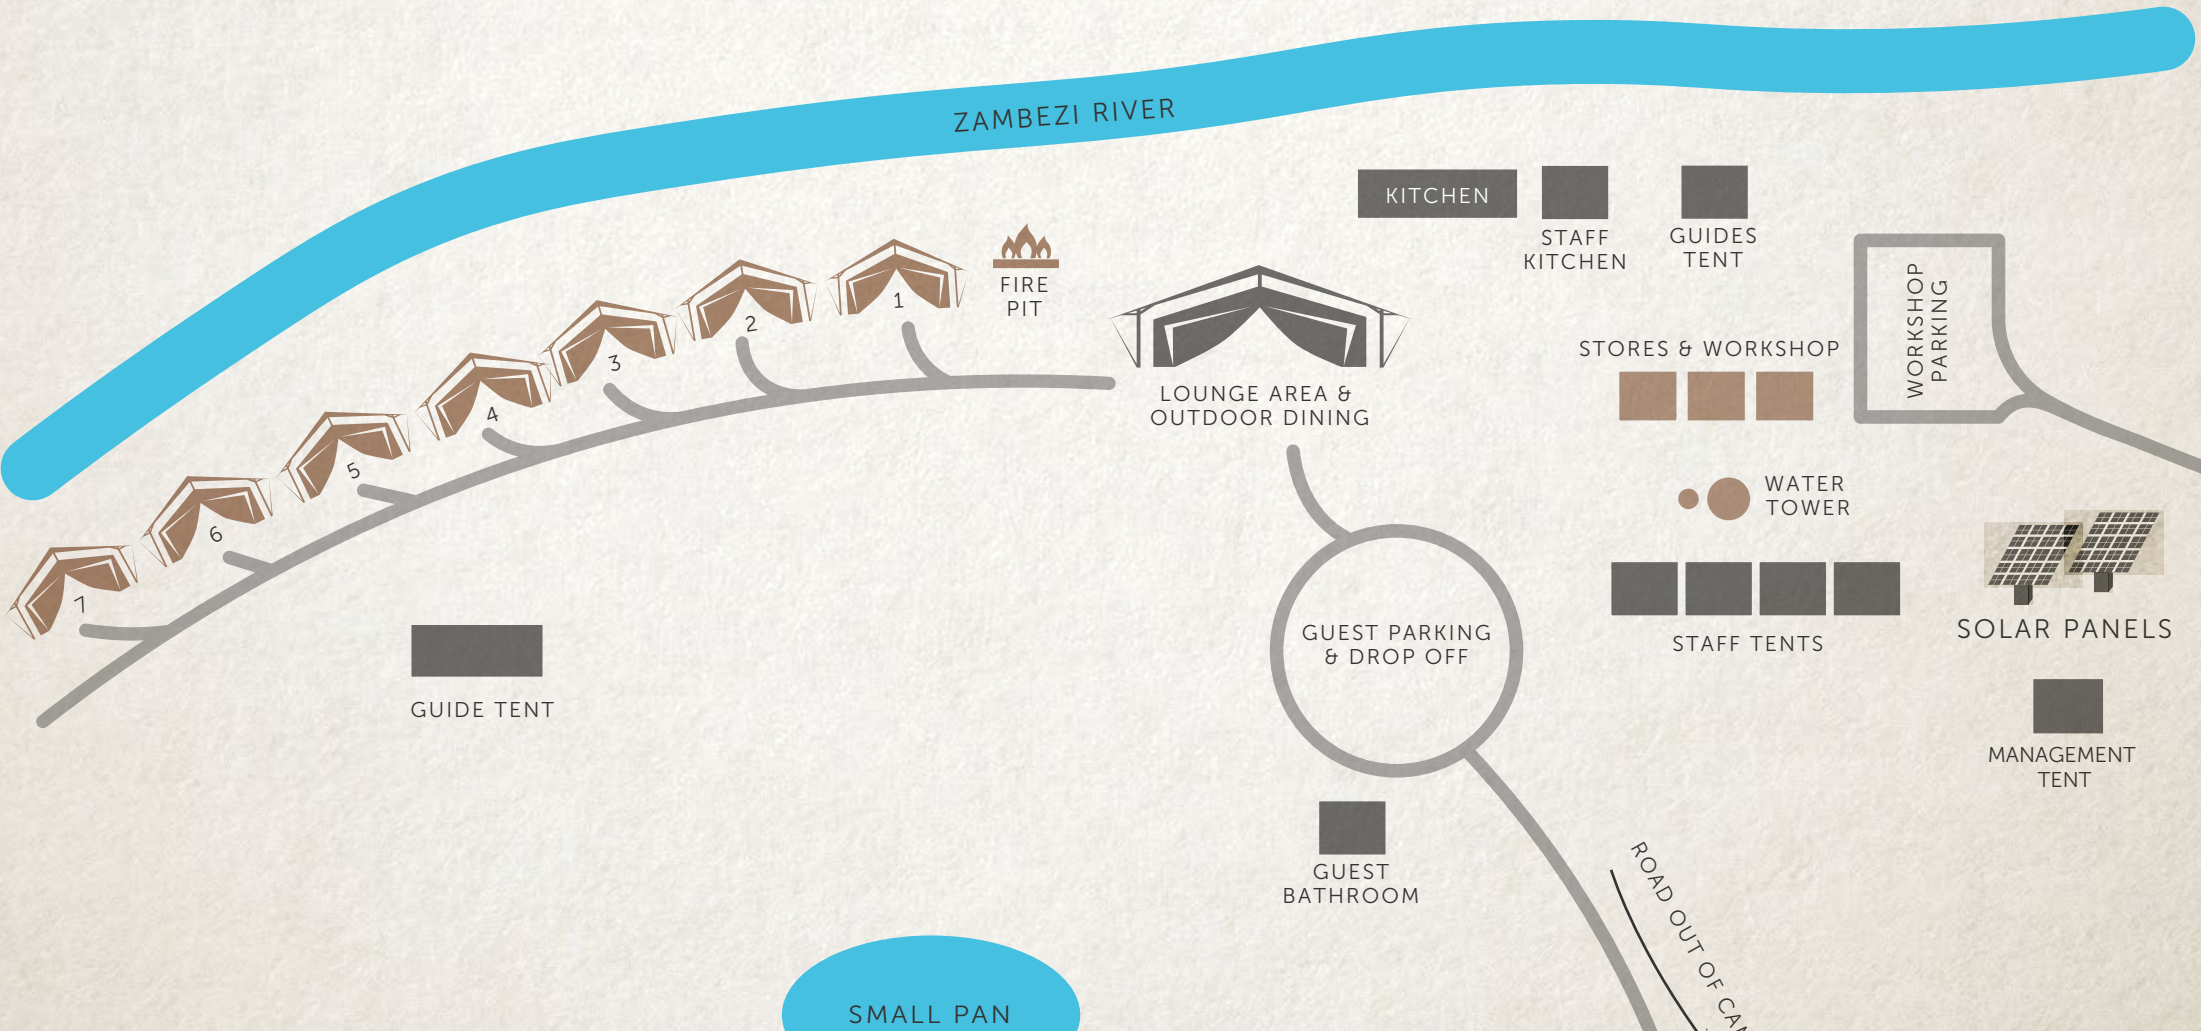 ZAMBEZI RIVER
KITCHEN
STAFF
KITCHEN
GUIDES
TENT
FIRE
PIT
1
2
3
4
5
6
7
LOUNGE AREA &
OUTDOOR DINING
STORES & WORKSHOP
WORKSHOP
PARKING
WATER
TOWER
STAFF TENTS
SOLAR PANELS
GUEST PARKING
& DROP OFF
GUIDE TENT
MANAGEMENT
TENT
GUEST
BATHROOM
ROAD OUT OF
SMALL PAN